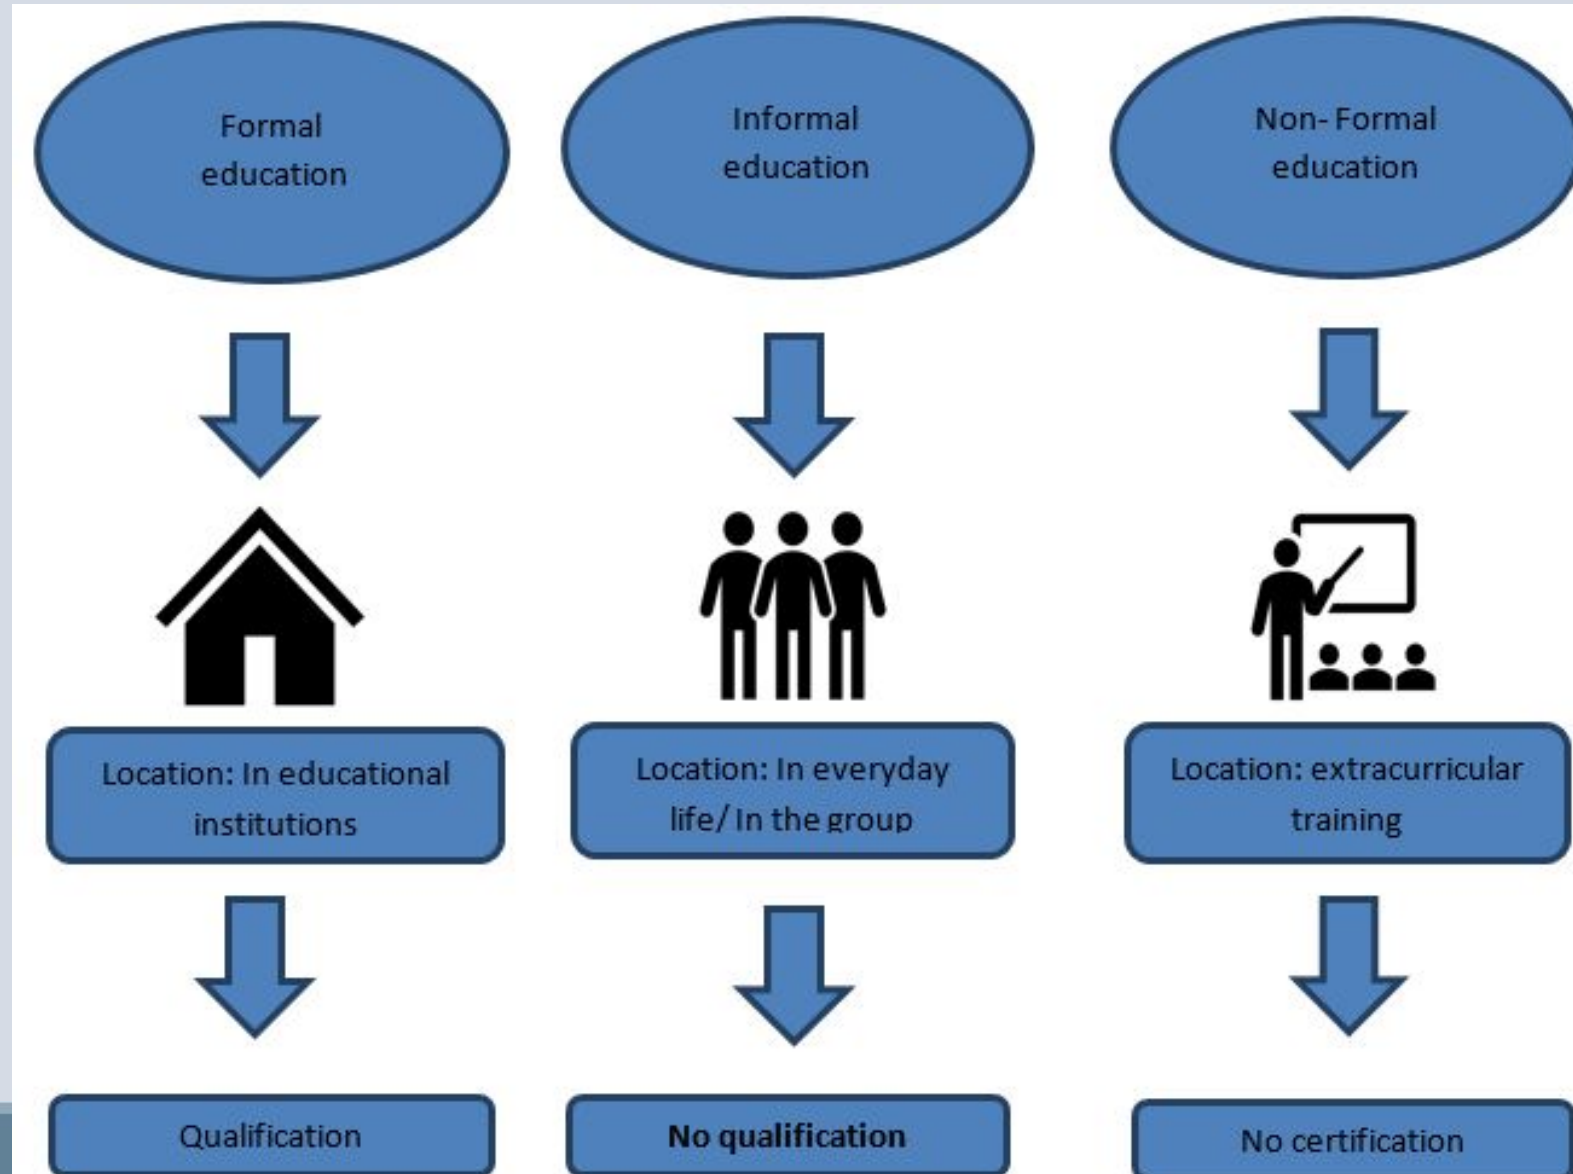 Formal
education
Informal
education
Non- Formal
education
Location: In educational
institutions
Location: In everyday
life/ In the group
Location: extracurricular
training
Qualification
No qualification
No certification